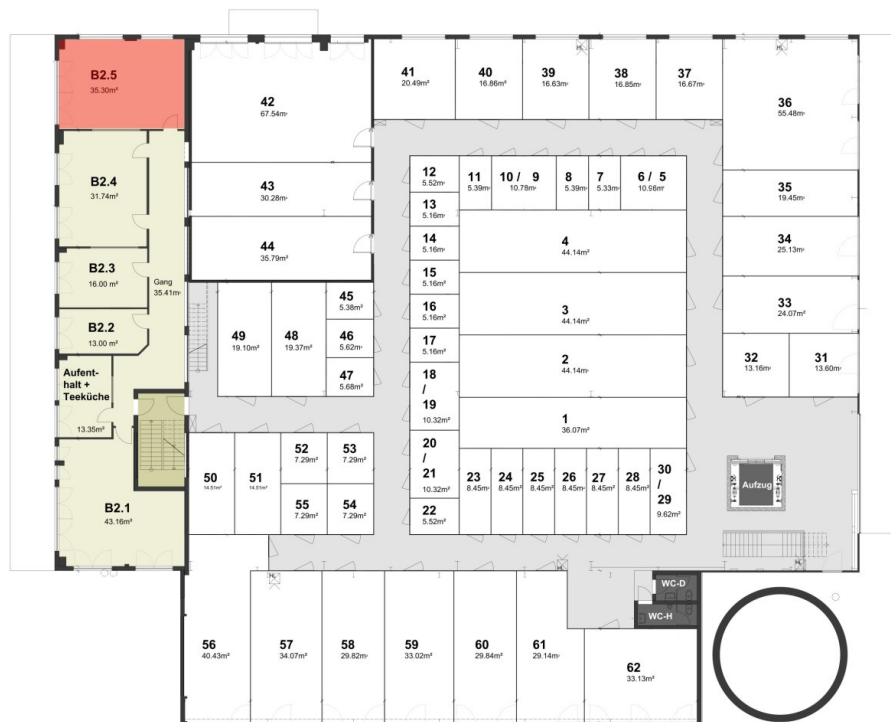 B2.5
35.30m²
B2.4
31.74m²
B2.3
16.00 m²
Gang
35.41m²
B2.2
13.00 m²
Aufent-
halt +
Teeküche
13.35m²
B2.1
43.16m²
42
67.54m²
43
30.28m²
44
35.79m²
41
20.49m²
40
16.86m²
39
16.63m²
38
16.85m²
37
16.67m²
36
55.48m²
35
19.45m²
34
25.13m²
33
24.07m²
32
13.16m²
31
13.60m²
12
5.52m²
13
5.16m²
14
5.16m²
15
5.16m²
16
5.16m²
17
5.16m²
18
/
19
10.32m²
20
/
21
10.32m²
22
5.52m²
11
5.39m²
10 / 9
10.78m²
8
5.39m²
7
5.33m²
6 / 5
10.96m²
4
44.14m²
3
44.14m²
2
44.14m²
1
36.07m²
23
8.45m²
24
8.45m²
25
8.45m²
26
8.45m²
27
8.45m²
28
8.45m²
30
/
29
9.62m²
49
19.10m²
48
19.37m²
45
5.38m²
46
5.62m²
47
5.68m²
50
14.51m²
51
14.51m²
52
7.29m²
53
7.29m²
55
7.29m²
54
7.29m²
Aufzug
WC-D
WC-H
56
40.43m²
57
34.07m²
58
29.82m²
59
33.02m²
60
29.84m²
61
29.14m²
62
33.13m²